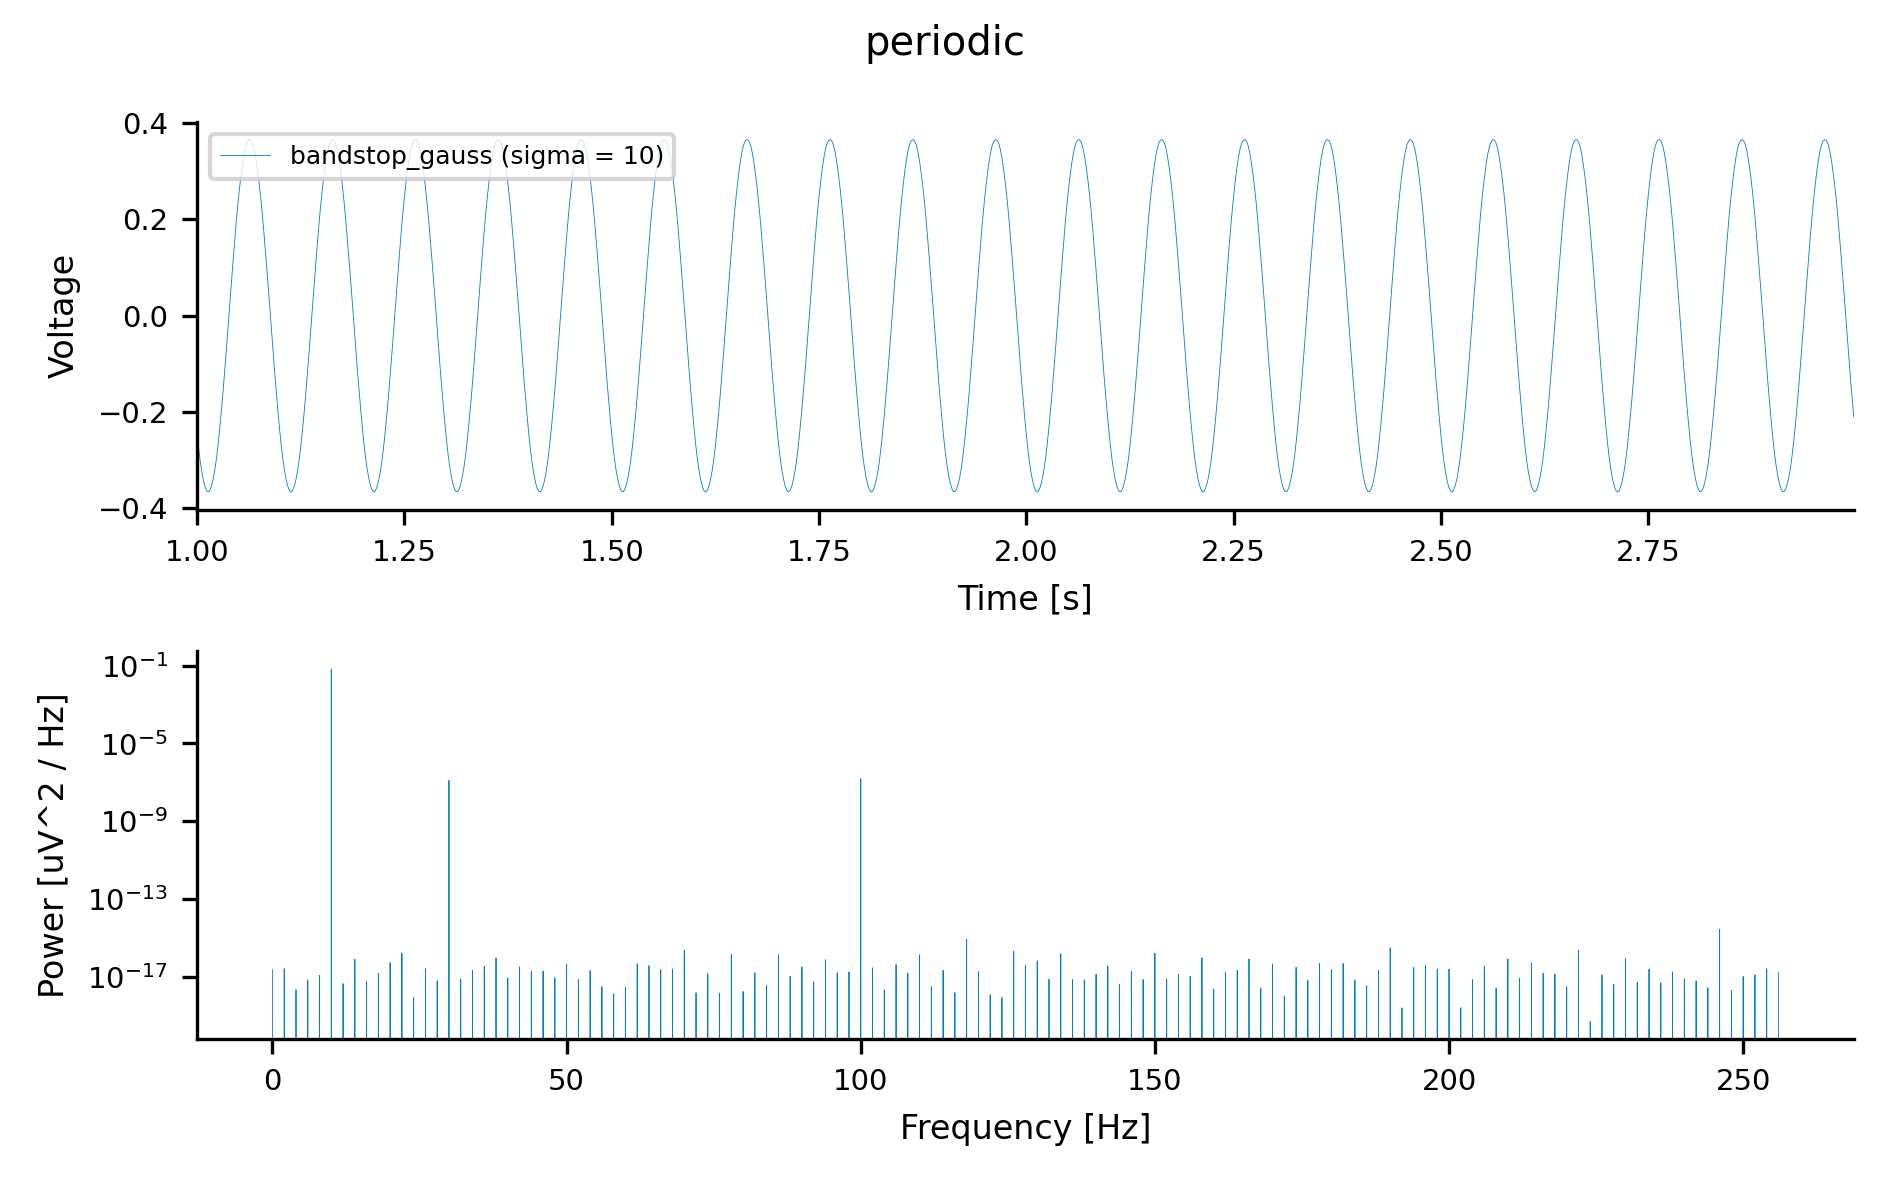 periodic
bandstop_gauss (sigma = 10)
0.4
0.2
0.0
−0.2
−0.4
Voltage
1.00 1.25 1.50 1.75 2.00 2.25 2.50 2.75
Time [s]
10⁻¹
10⁻⁵
10⁻⁹
10⁻¹³
10⁻¹⁷
Power [uV^2 / Hz]
0 50 100 150 200 250
Frequency [Hz]